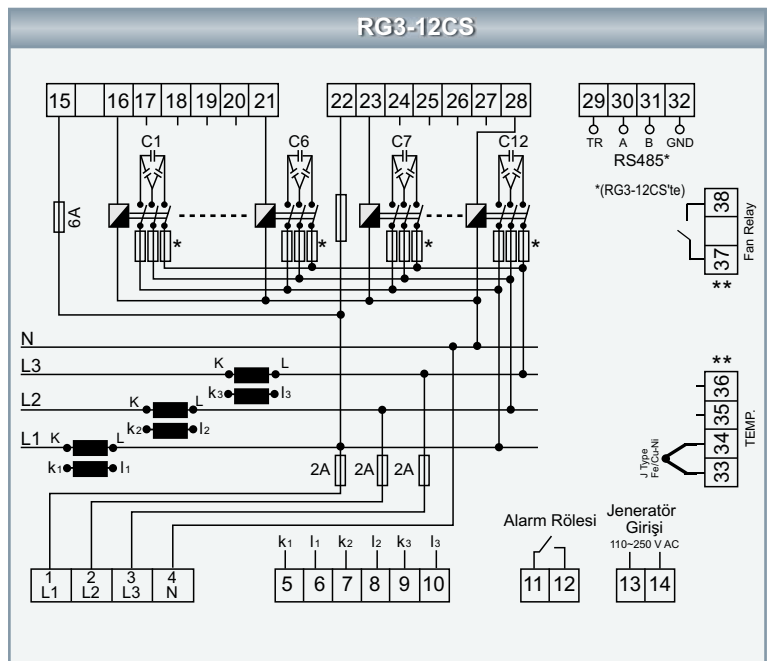 RG3-12CS
15 16 17 18 19 20 21 22 23 24 25 26 27 28 29 30 31 32
TR A B GND
RS485*
C1 C6 C7 C12
*(RG3-12CS'te)
6A
* * * *
38
37
Fan Relay
**
N
L3 K L
k3 l3
L2 K L
k2 l2
L1 K L
k1 l1
**
36
35
34
33
TEMP.
J Type
Fe/Cu-Ni
2A 2A 2A
1 2 3 4
L1 L2 L3 N
k1 l1 k2 l2 k3 l3
5 6 7 8 9 10
Alarm Rölesi
11 12
Jeneratör
Girişi
110~250 V AC
13 14